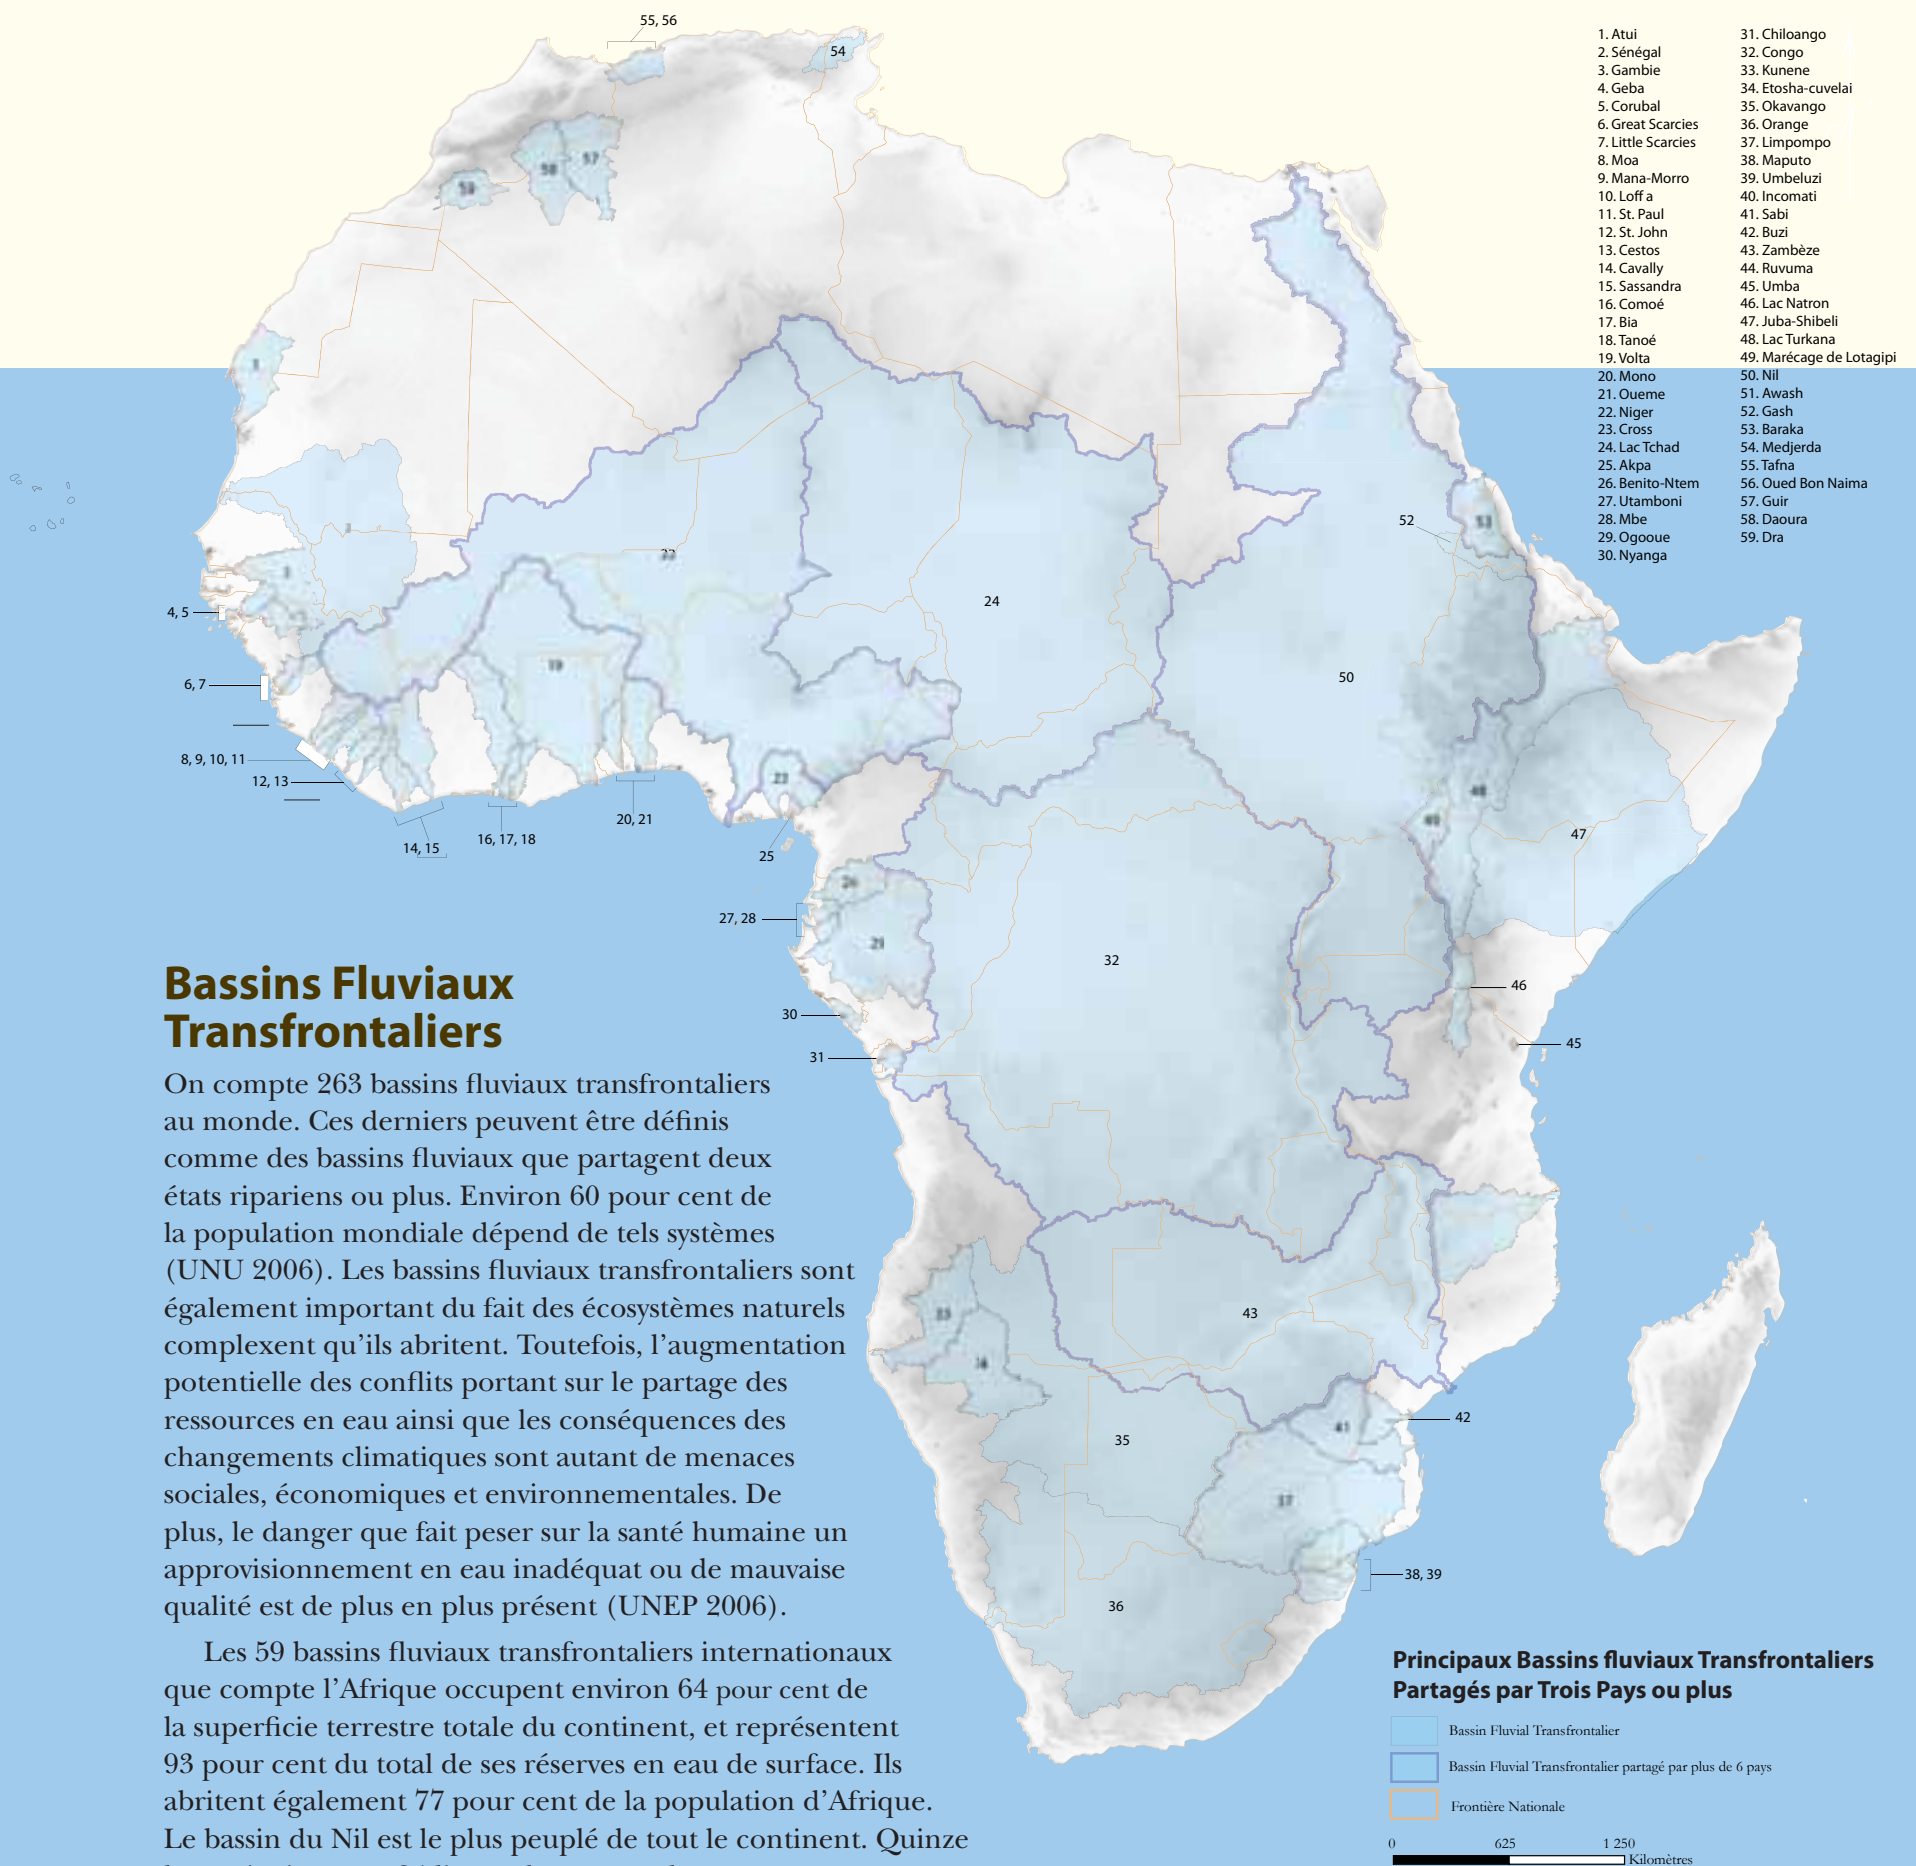 55, 56
54
57
58
59
1
52
53
4, 5
24
19
6, 7
50
8, 9, 10, 11
12, 13
23
48
14, 15
16, 17, 18
20, 21
49
47
25
26
27, 28
29
32
46
30
31
45
43
42
41
35
37
38, 39
36
1. Atui
2. Sénégal
3. Gambie
4. Geba
5. Corubal
6. Great Scarcies
7. Little Scarcies
8. Moa
9. Mana-Morro
10. Loff a
11. St. Paul
12. St. John
13. Cestos
14. Cavally
15. Sassandra
16. Comoé
17. Bia
18. Tanoé
19. Volta
20. Mono
21. Oueme
22. Niger
23. Cross
24. Lac Tchad
25. Akpa
26. Benito-Ntem
27. Utamboni
28. Mbe
29. Ogooue
30. Nyanga
31. Chiloango
32. Congo
33. Kunene
34. Etosha-cuvelai
35. Okavango
36. Orange
37. Limpompo
38. Maputo
39. Umbeluzi
40. Incomati
41. Sabi
42. Buzi
43. Zambèze
44. Ruvuma
45. Umba
46. Lac Natron
47. Juba-Shibeli
48. Lac Turkana
49. Marécage de Lotagipi
50. Nil
51. Awash
52. Gash
53. Baraka
54. Medjerda
55. Tafna
56. Oued Bon Naima
57. Guir
58. Daoura
59. Dra
Bassins Fluviaux
Transfrontaliers
On compte 263 bassins fluviaux transfrontaliers
au monde. Ces derniers peuvent être définis
comme des bassins fluviaux que partagent deux
états ripariens ou plus. Environ 60 pour cent de
la population mondiale dépend de tels systèmes
(UNU 2006). Les bassins fluviaux transfrontaliers sont
également important du fait des écosystèmes naturels
complexent qu'ils abritent. Toutefois, l'augmentation
potentielle des conflits portant sur le partage des
ressources en eau ainsi que les conséquences des
changements climatiques sont autant de menaces
sociales, économiques et environnementales. De
plus, le danger que fait peser sur la santé humaine un
approvisionnement en eau inadéquat ou de mauvaise
qualité est de plus en plus présent (UNEP 2006).
Les 59 bassins fluviaux transfrontaliers internationaux
que compte l'Afrique occupent environ 64 pour cent de
la superficie terrestre totale du continent, et représentent
93 pour cent du total de ses réserves en eau de surface. Ils
abritent également 77 pour cent de la population d'Afrique.
Le bassin du Nil est le plus peuplé de tout le continent. Quinze
Principaux Bassins fluviaux Transfrontaliers
Partagés par Trois Pays ou plus
Bassin Fluvial Transfrontalier
Bassin Fluvial Transfrontalier partagé par plus de 6 pays
Frontière Nationale
0 625 1 250
Kilomètres